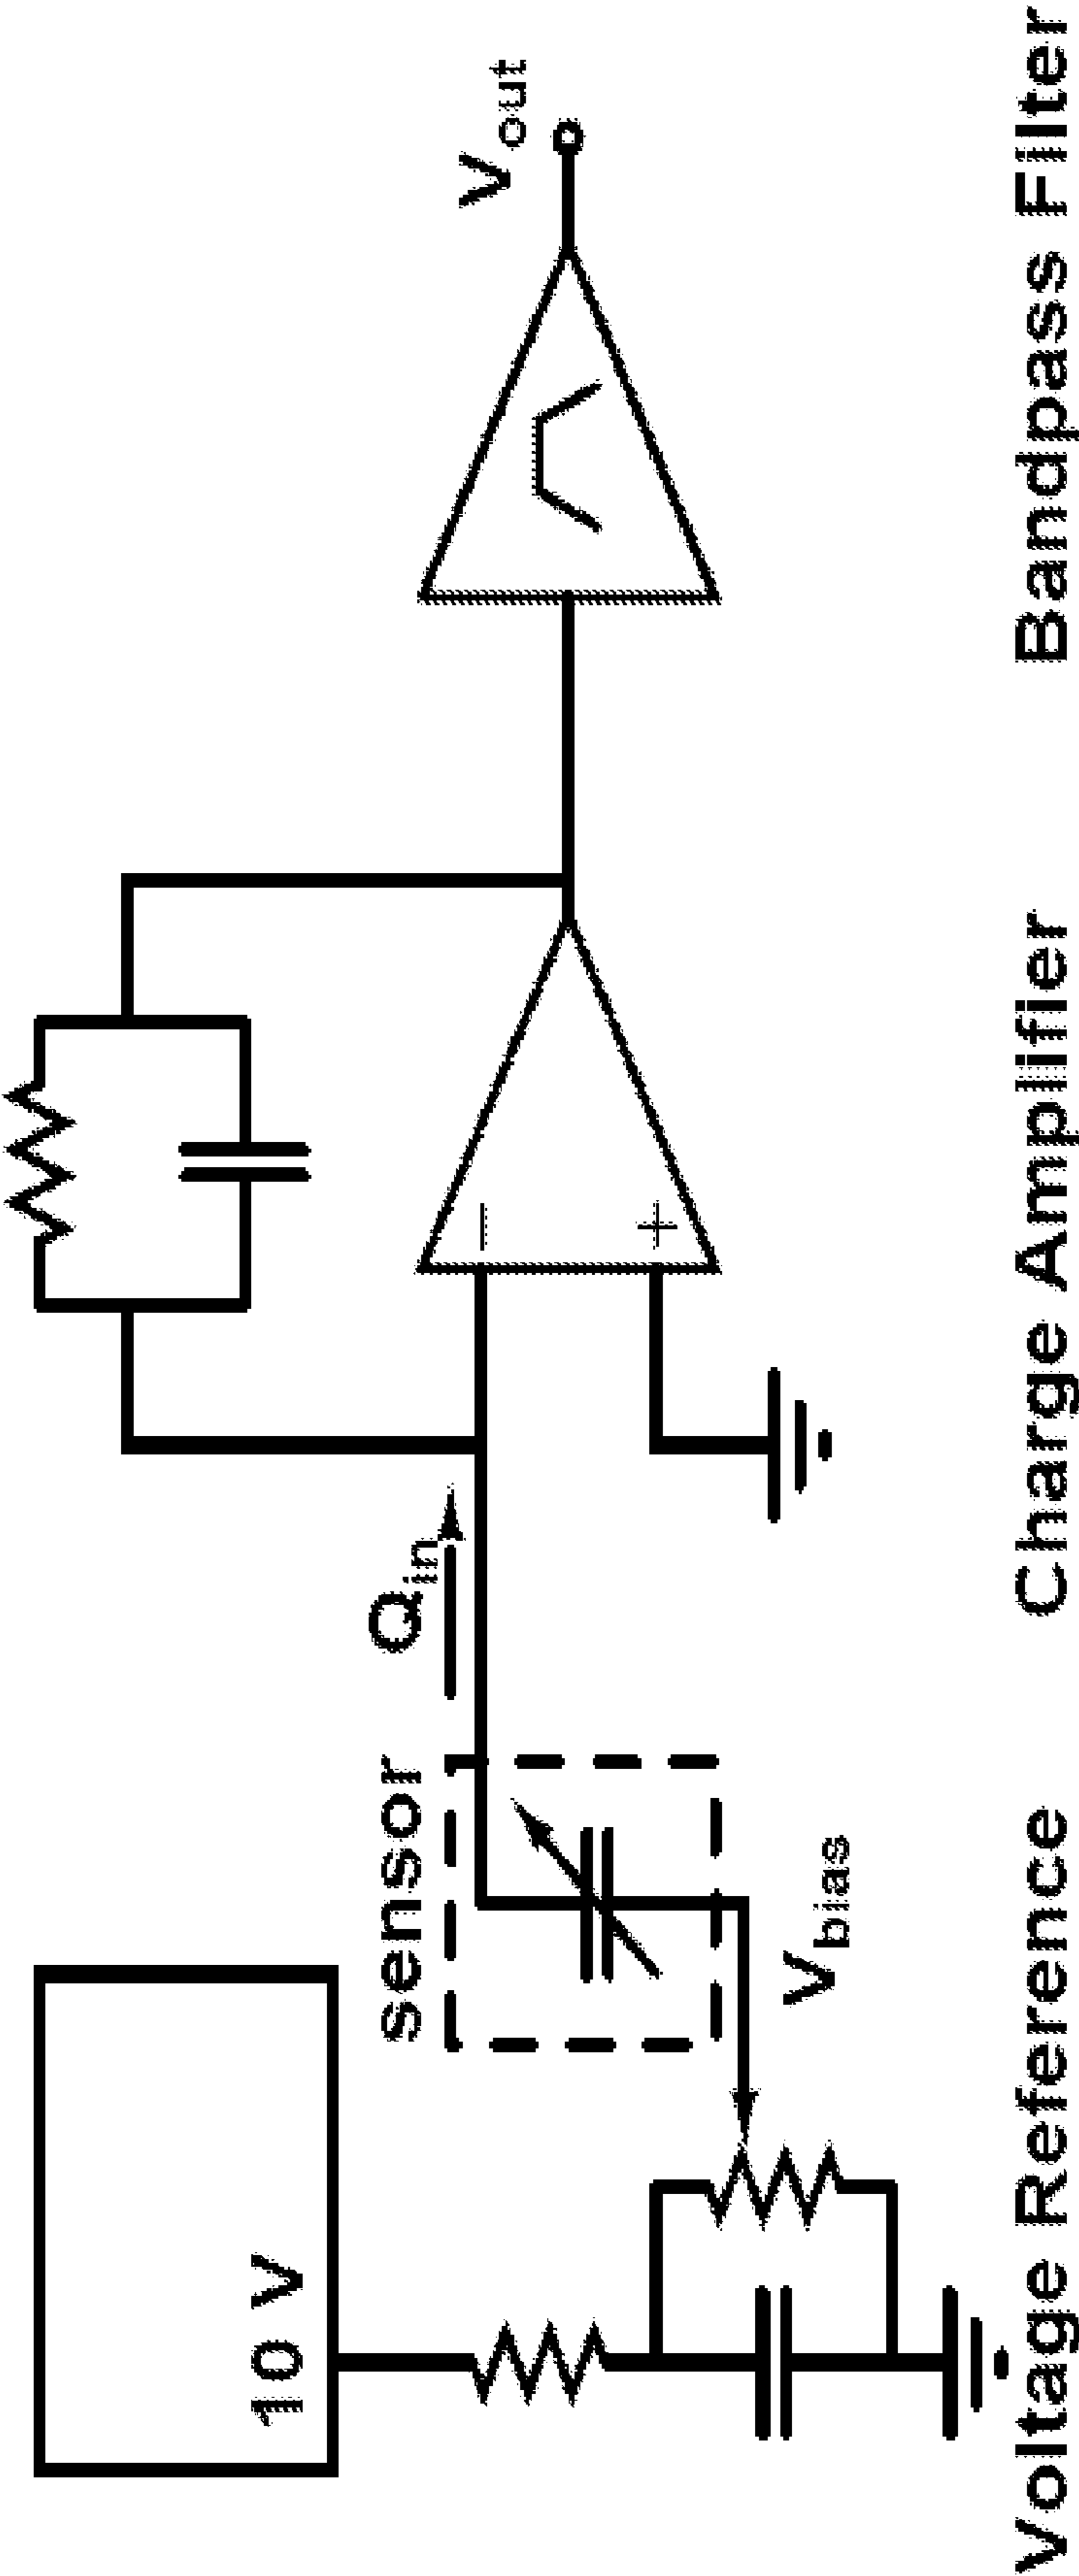 10 V
sensor
Qin
Vbias
−
+
Vout
Voltage Reference
Charge Amplifier
Bandpass Filter